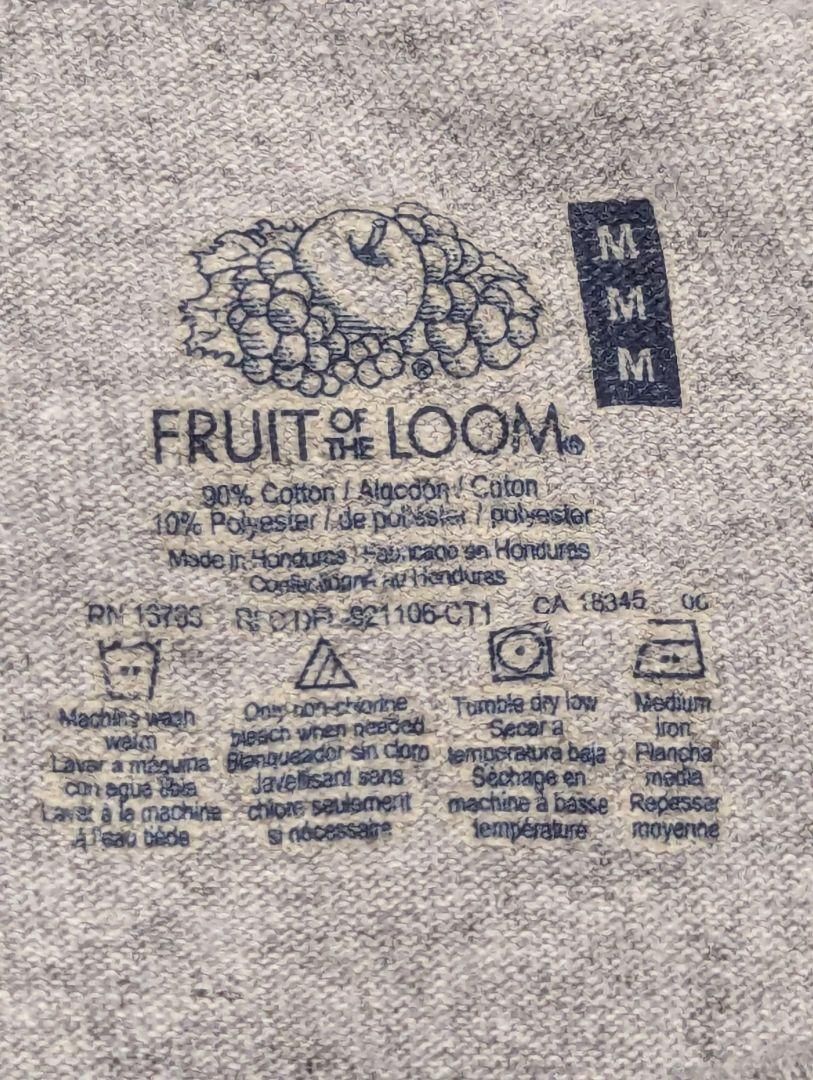 M
M
M
FRUIT OF THE LOOM®
90% Cotton / Algodón / Coton
10% Polyester / de poliéster / polyester
Made in Honduras / Fabricado en Honduras
Confectionné au Honduras
RN 13765 921106-CT1 CA 18345
Machine wash
warm
Lavar a máquina
con agua tibia
Laver à la machine
à l'eau tiède
Only non-chlorine
bleach when needed
Blanqueador sin cloro
Javellisant sans
chlore seulement
si nécessaire
Tumble dry low
Secar a
temperatura baja
Séchage en
machine à basse
température
Medium
iron
Plancha
media
Repasser
moyenne